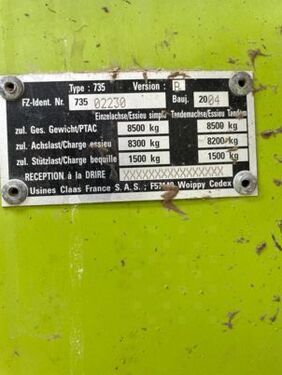 Type : 735 Version : R
FZ-Ident. Nr. 735 02230 Bauj. 2004
Einzelachse/Essieu simple Tandemachse/Essieu Tandem
zul. Ges. Gewicht/PTAC 8500 kg 8500 kg
zul. Achslast/Charge essieu 8300 kg 8200 kg
zul. Stützlast/Charge bequille 1500 kg 1500 kg
RECEPTION à la DRIRE XXXXXXXXXXXXXXXXX
Usines Claas France S.A.S.; Woippy Cedex